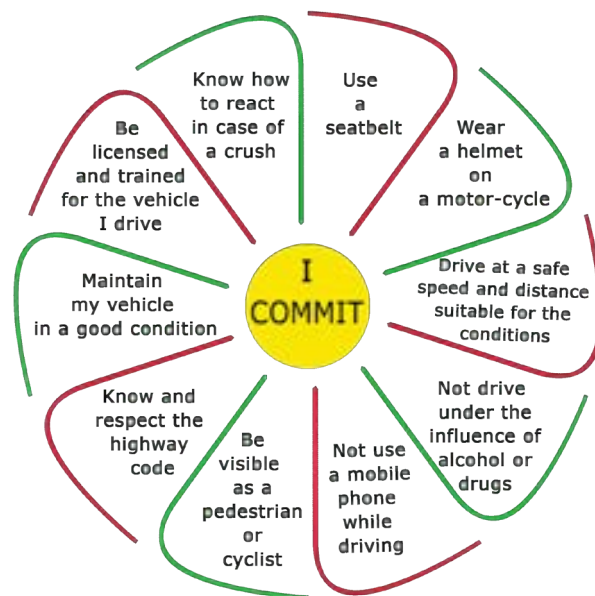 I
COMMIT
Use
a
seatbelt
Wear
a helmet
on
a motor-cycle
Drive at a safe
speed and distance
suitable for the
conditions
Not drive
under the
influence of
alcohol or
drugs
Not use
a mobile
phone
while
driving
Be
visible
as a
pedestrian
or
cyclist
Know and
respect the
highway
code
Maintain
my vehicle
in a good condition
Be
licensed
and trained
for the vehicle
I drive
Know how
to react
in case of
a crush